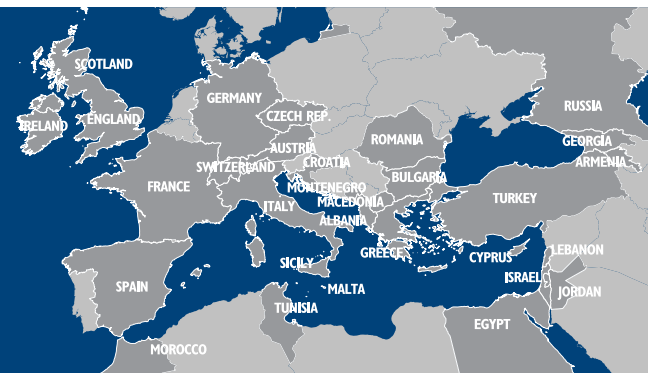 SCOTLAND
IRELAND
ENGLAND
GERMANY
CZECH REP.
RUSSIA
ROMANIA
AUSTRIA
GEORGIA
SWITZERLAND
CROATIA
ARMENIA
FRANCE
BULGARIA
MONTENEGRO
TURKEY
MACEDONIA
ITALY
ALBANIA
GREECE
LEBANON
CYPRUS
SICILY
ISRAEL
SPAIN
MALTA
JORDAN
TUNISIA
EGYPT
MOROCCO